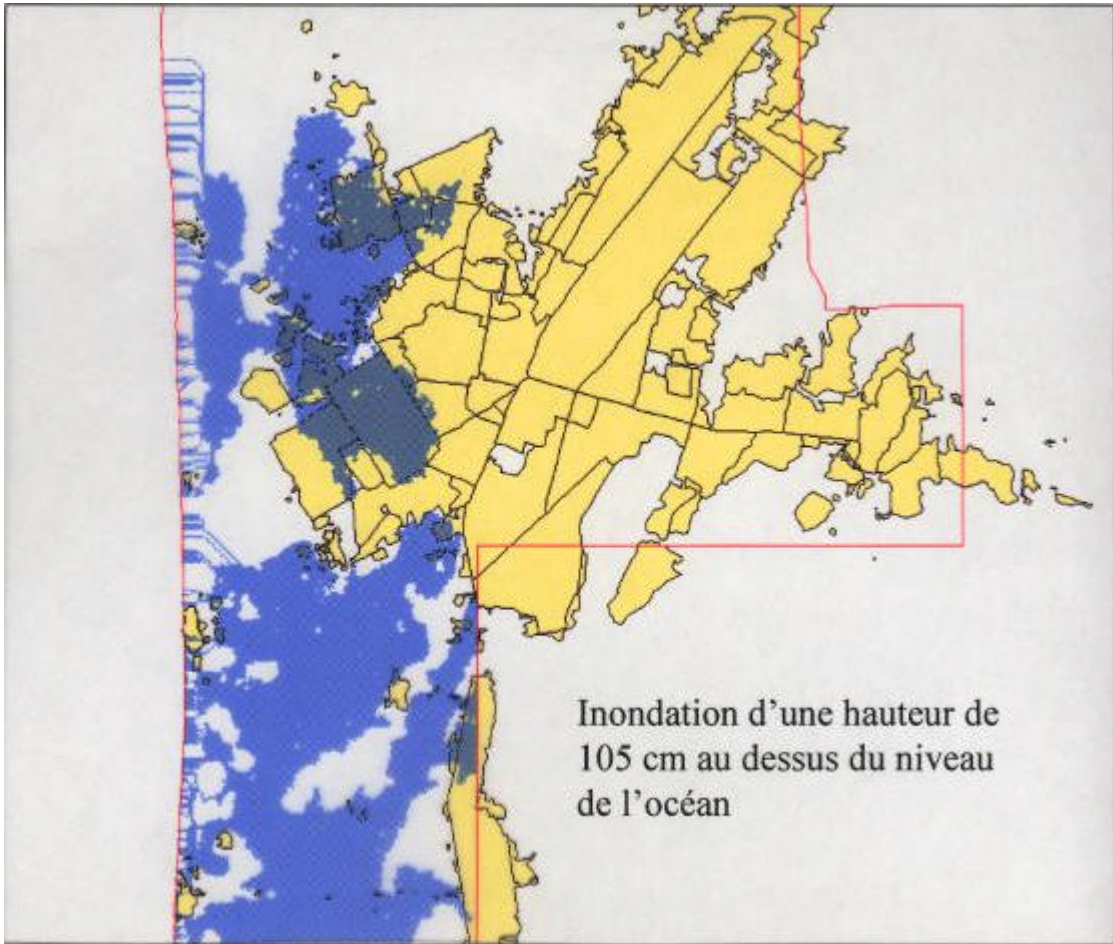 Inondation d’une hauteur de
105 cm au dessus du niveau
de l’océan